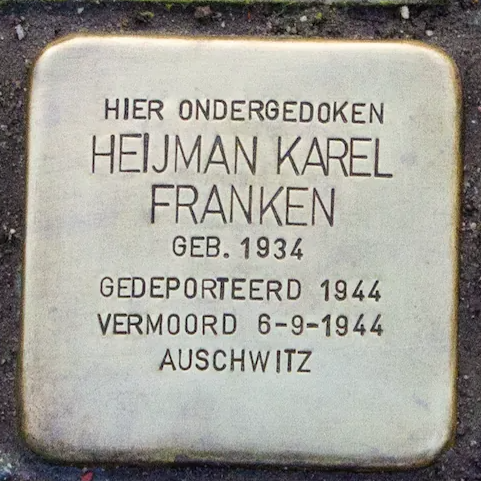 HIER ONDERGEDOKEN
HEIJMAN KAREL
FRANKEN
GEB. 1934
GEDEPORTEERD 1944
VERMOORD 6-9-1944
AUSCHWITZ